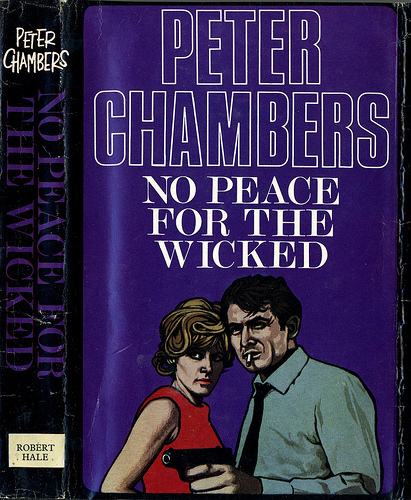 PETER
CHAMBERS
NO PEACE FOR
THE WICKED
ROBERT
HALE
PETER
CHAMBERS
NO PEACE
FOR THE
WICKED